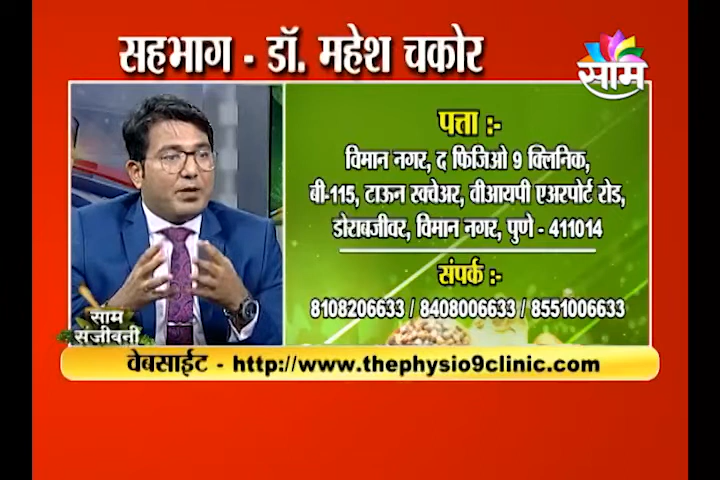 सहभाग - डॉ. महेश चकोर
साम
पत्ता :-
विमान नगर, द फिजिओ 9 क्लिनिक,
बी-115, टाऊन स्क्वेअर, वीआयपी एअरपोर्ट रोड,
डोराबजीवर, विमान नगर, पुणे - 411014
संपर्क :-
8108206633 / 8408006633 / 8551006633
साम
संजीवनी
वेबसाईट - http://www.thephysio9clinic.com